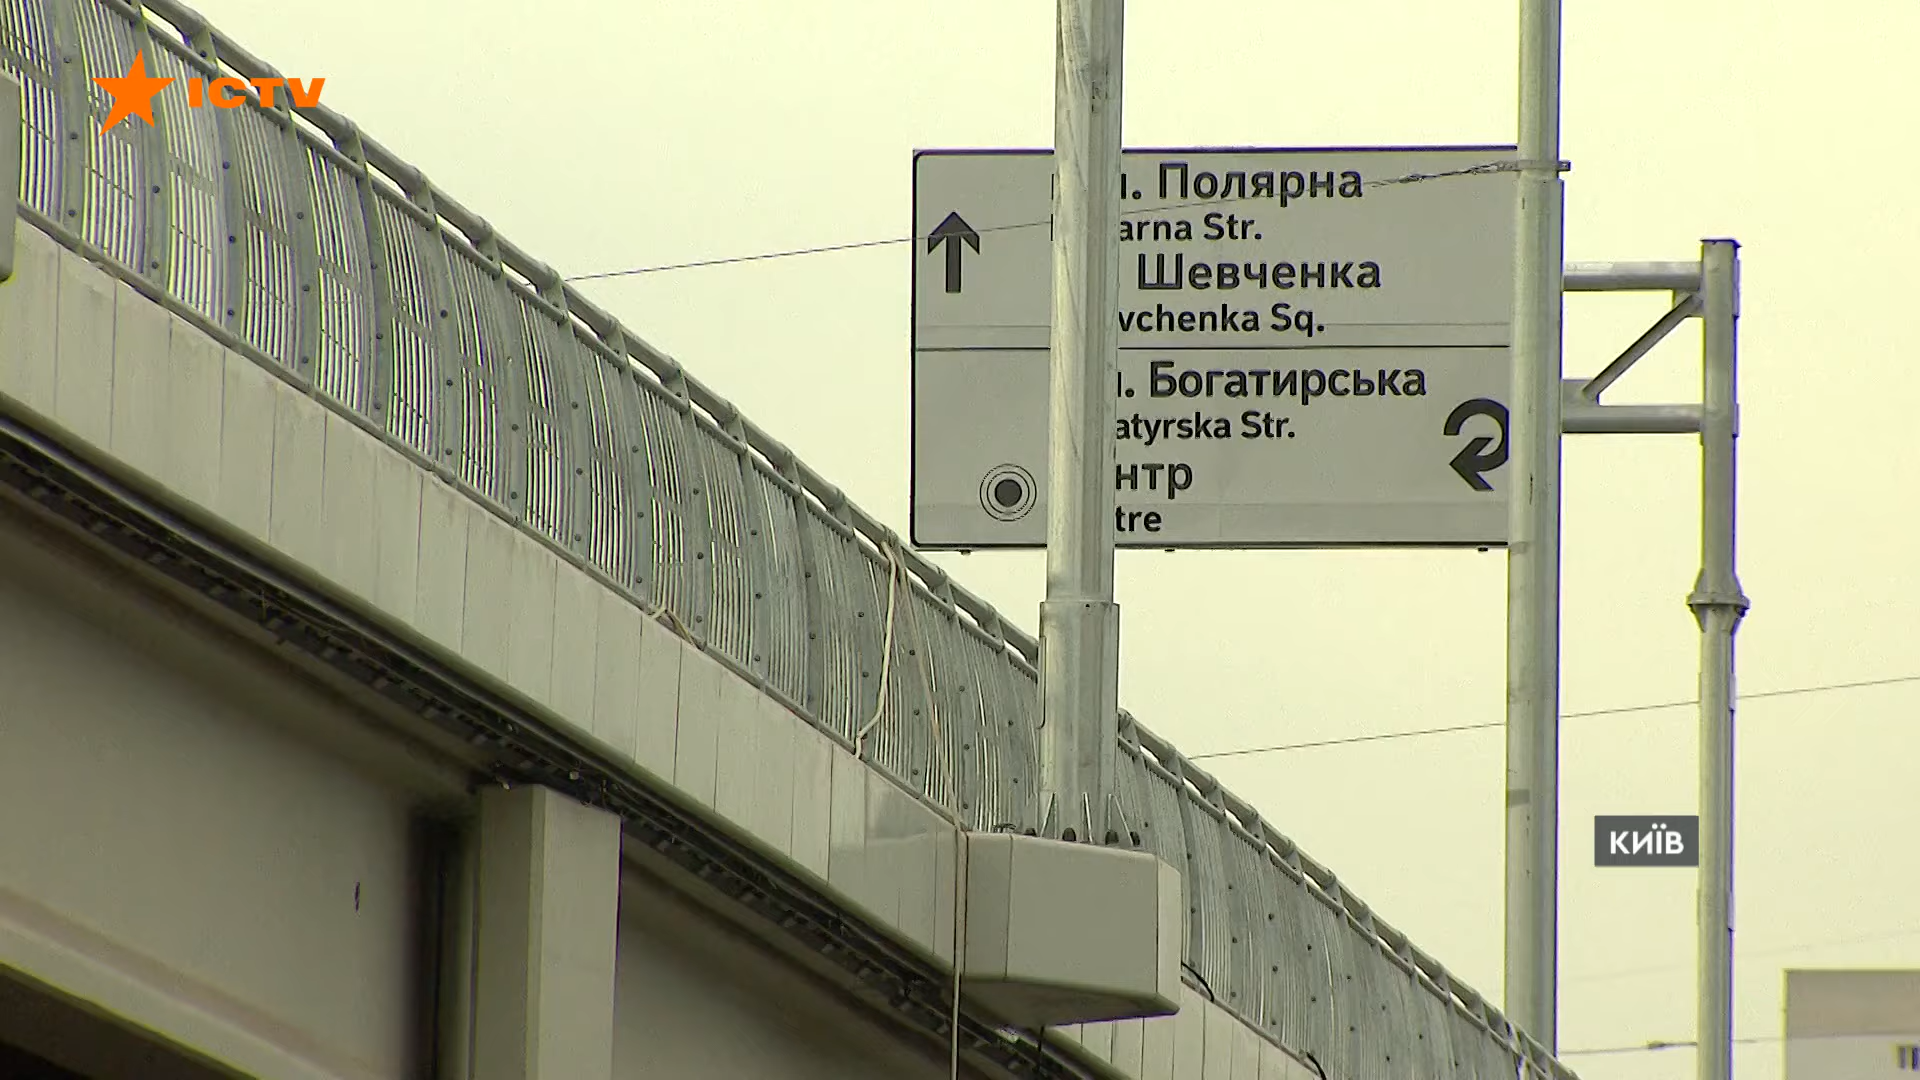 ICTV
. Полярна
arna Str.
Шевченка
vchenka Sq.
. Богатирська
atyrska Str.
нтр
tre
КИЇВ